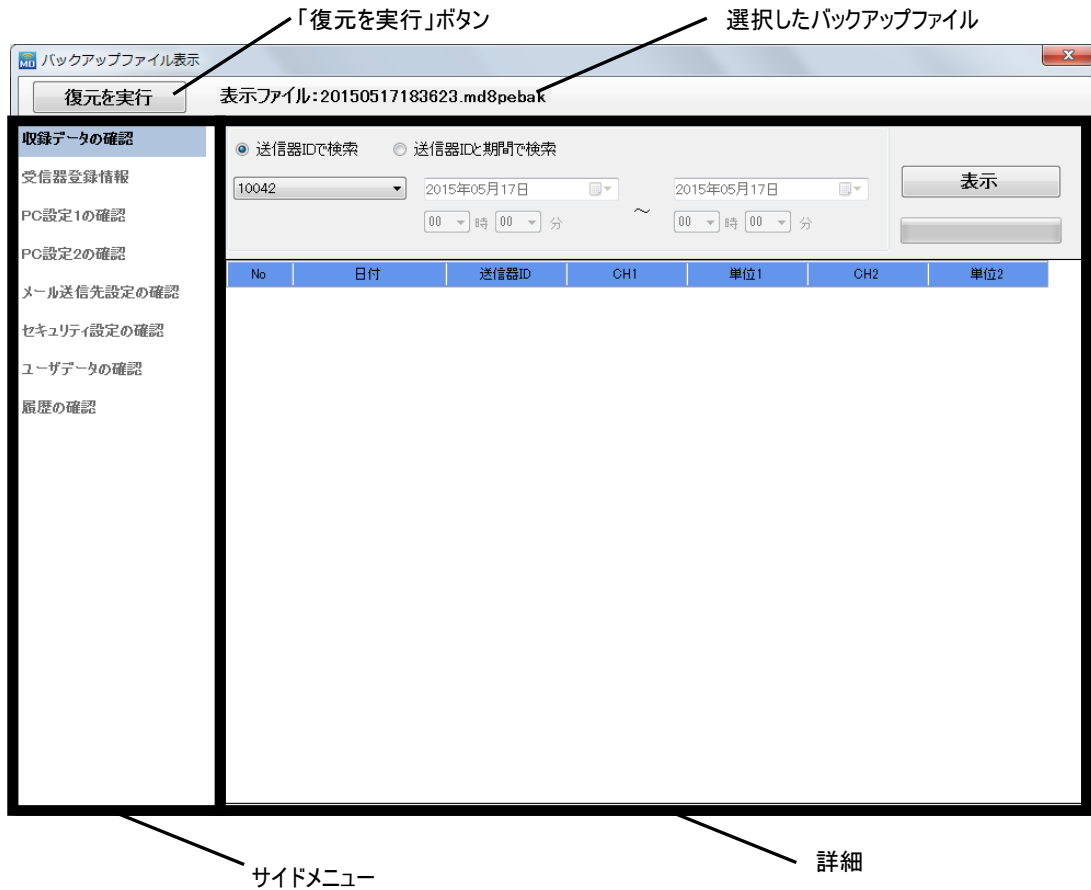 「復元を実行」ボタン
選択したバックアップファイル
MD バックアップファイル表示
復元を実行 表示ファイル:20150517183623.md8pebak
収録データの確認
受信器登録情報
PC設定1の確認
PC設定2の確認
メール送信先設定の確認
セキュリティ設定の確認
ユーザデータの確認
履歴の確認
送信器IDで検索 送信器IDと期間で検索
10042 2015年05月17日 ～ 2015年05月17日 表示
00 時 00 分 00 時 00 分
No 日付 送信器ID CH1 単位1 CH2 単位2
サイドメニュー
詳細